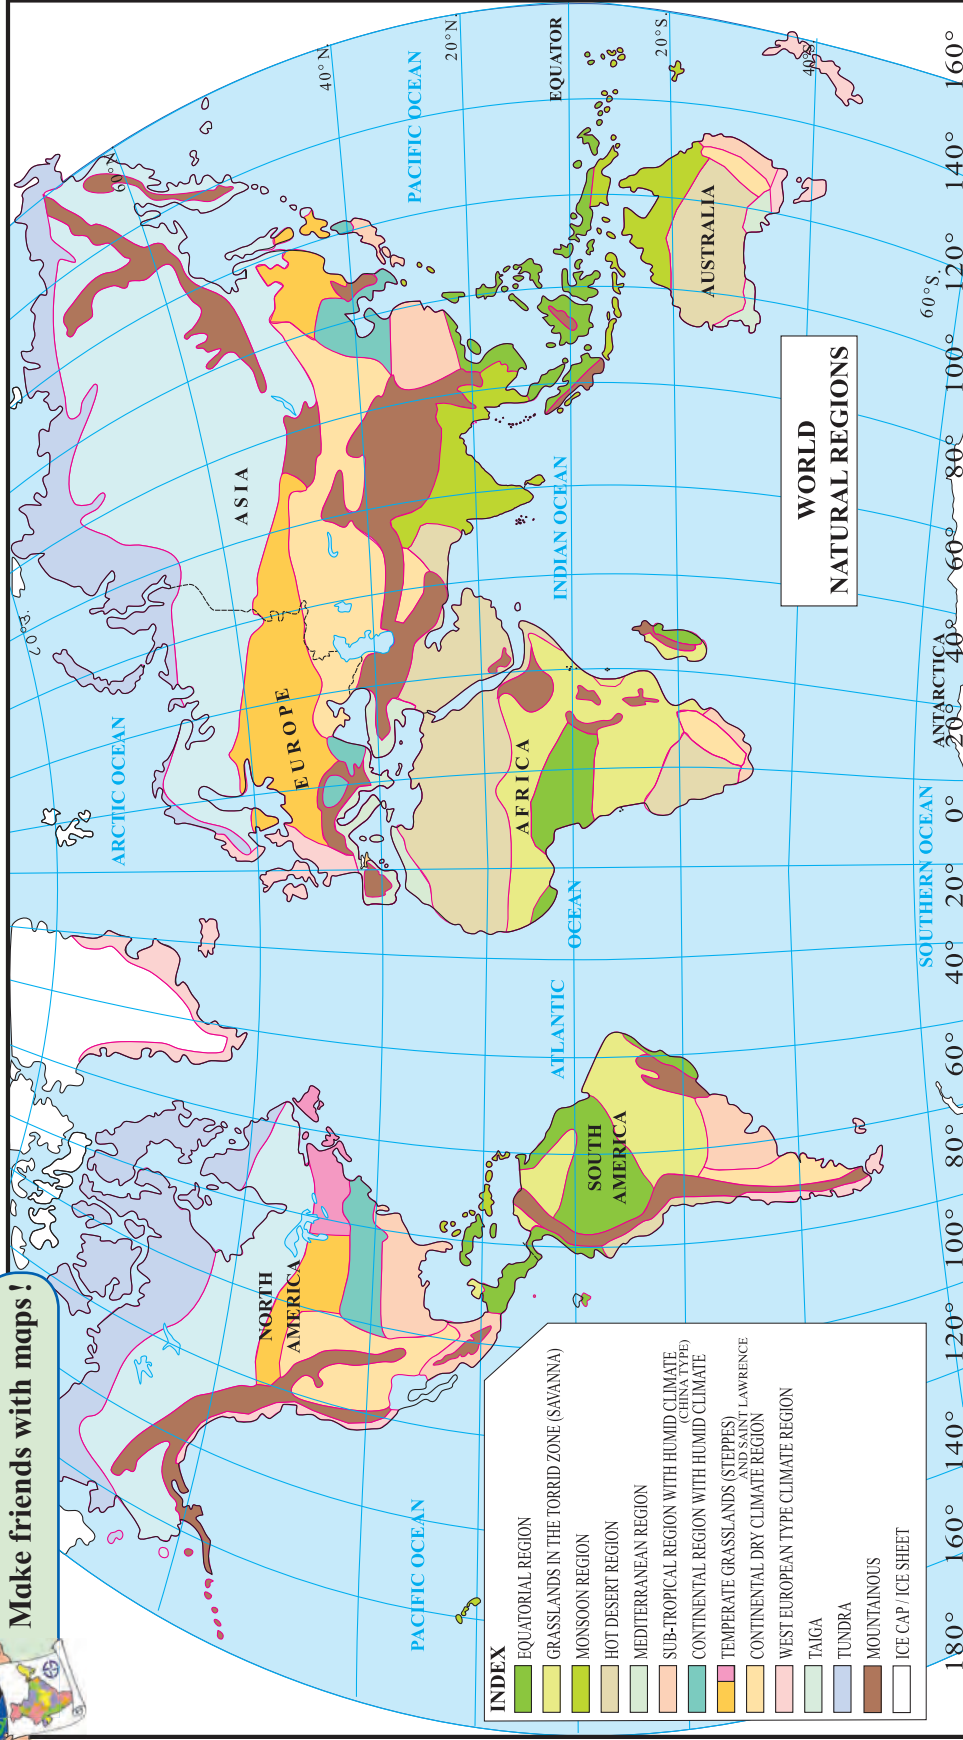 Make friends with maps!
ARCTIC OCEAN
60°N.
40° N.
20°N.
EQUATOR
20°S.
40°S.
60°S.
PACIFIC OCEAN
ASIA
EUROPE
NORTH
AMERICA
AFRICA
SOUTH
AMERICA
AUSTRALIA
ATLANTIC
OCEAN
INDIAN OCEAN
PACIFIC OCEAN
SOUTHERN OCEAN
ANTARCTICA
WORLD
NATURAL REGIONS
INDEX
EQUATORIAL REGION
GRASSLANDS IN THE TORRID ZONE (SAVANNA)
MONSOON REGION
HOT DESERT REGION
MEDITERRANEAN REGION
SUB-TROPICAL REGION WITH HUMID CLIMATE
(CHINA TYPE)
CONTINENTAL REGION WITH HUMID CLIMATE
TEMPERATE GRASSLANDS (STEPPES)
AND SAINT LAWRENCE
CONTINENTAL DRY CLIMATE REGION
WEST EUROPEAN TYPE CLIMATE REGION
TAIGA
TUNDRA
MOUNTAINOUS
ICE CAP / ICE SHEET
180° 160° 140° 120° 100° 80° 60° 40° 20° 0° 20° 40° 60° 80° 100° 120° 140° 160°